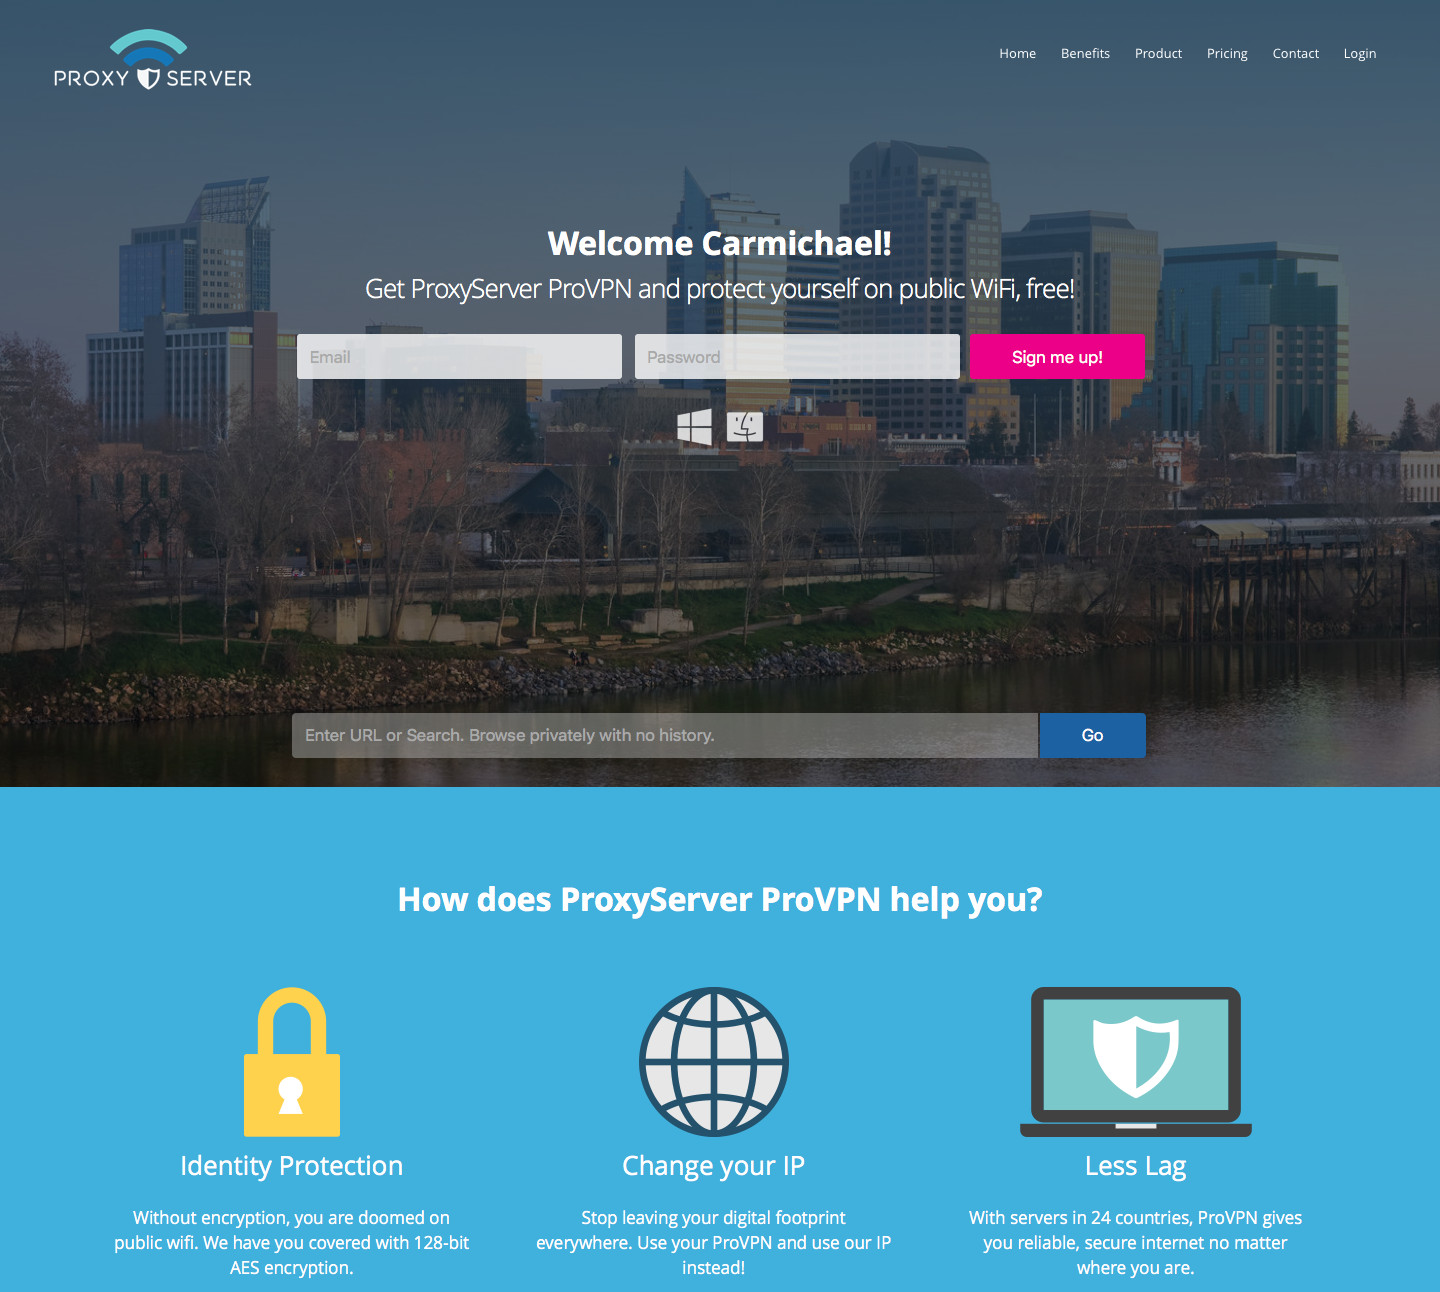 PROXY SERVER
Home Benefits Product Pricing Contact Login
Welcome Carmichael!
Get ProxyServer ProVPN and protect yourself on public WiFi, free!
Email Password Sign me up!
Enter URL or Search. Browse privately with no history. Go
How does ProxyServer ProVPN help you?
Identity Protection
Without encryption, you are doomed on
public wifi. We have you covered with 128-bit
AES encryption.
Change your IP
Stop leaving your digital footprint
everywhere. Use your ProVPN and use our IP
instead!
Less Lag
With servers in 24 countries, ProVPN gives
you reliable, secure internet no matter
where you are.